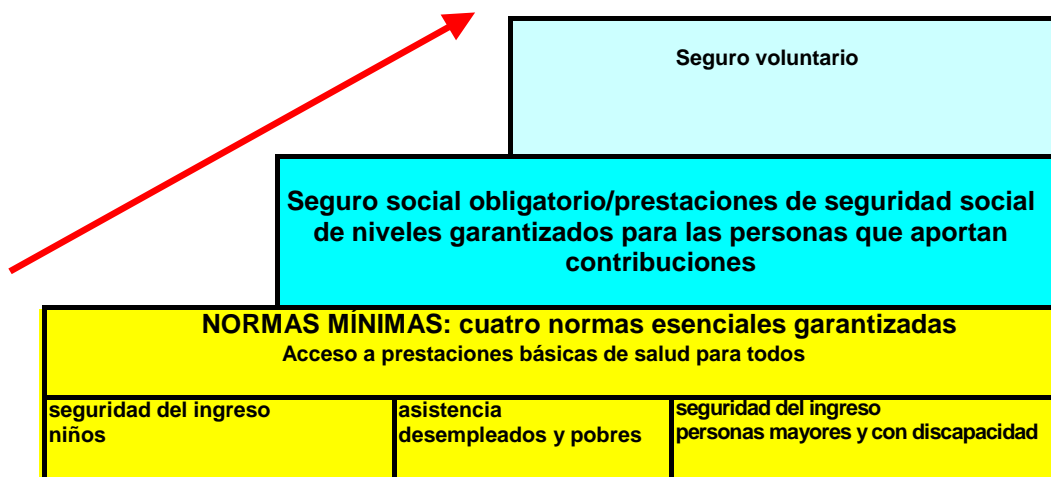 Seguro voluntario
Seguro social obligatorio/prestaciones de seguridad social
de niveles garantizados para las personas que aportan
contribuciones
NORMAS MÍNIMAS: cuatro normas esenciales garantizadas
Acceso a prestaciones básicas de salud para todos
seguridad del ingreso
niños
asistencia
desempleados y pobres
seguridad del ingreso
personas mayores y con discapacidad